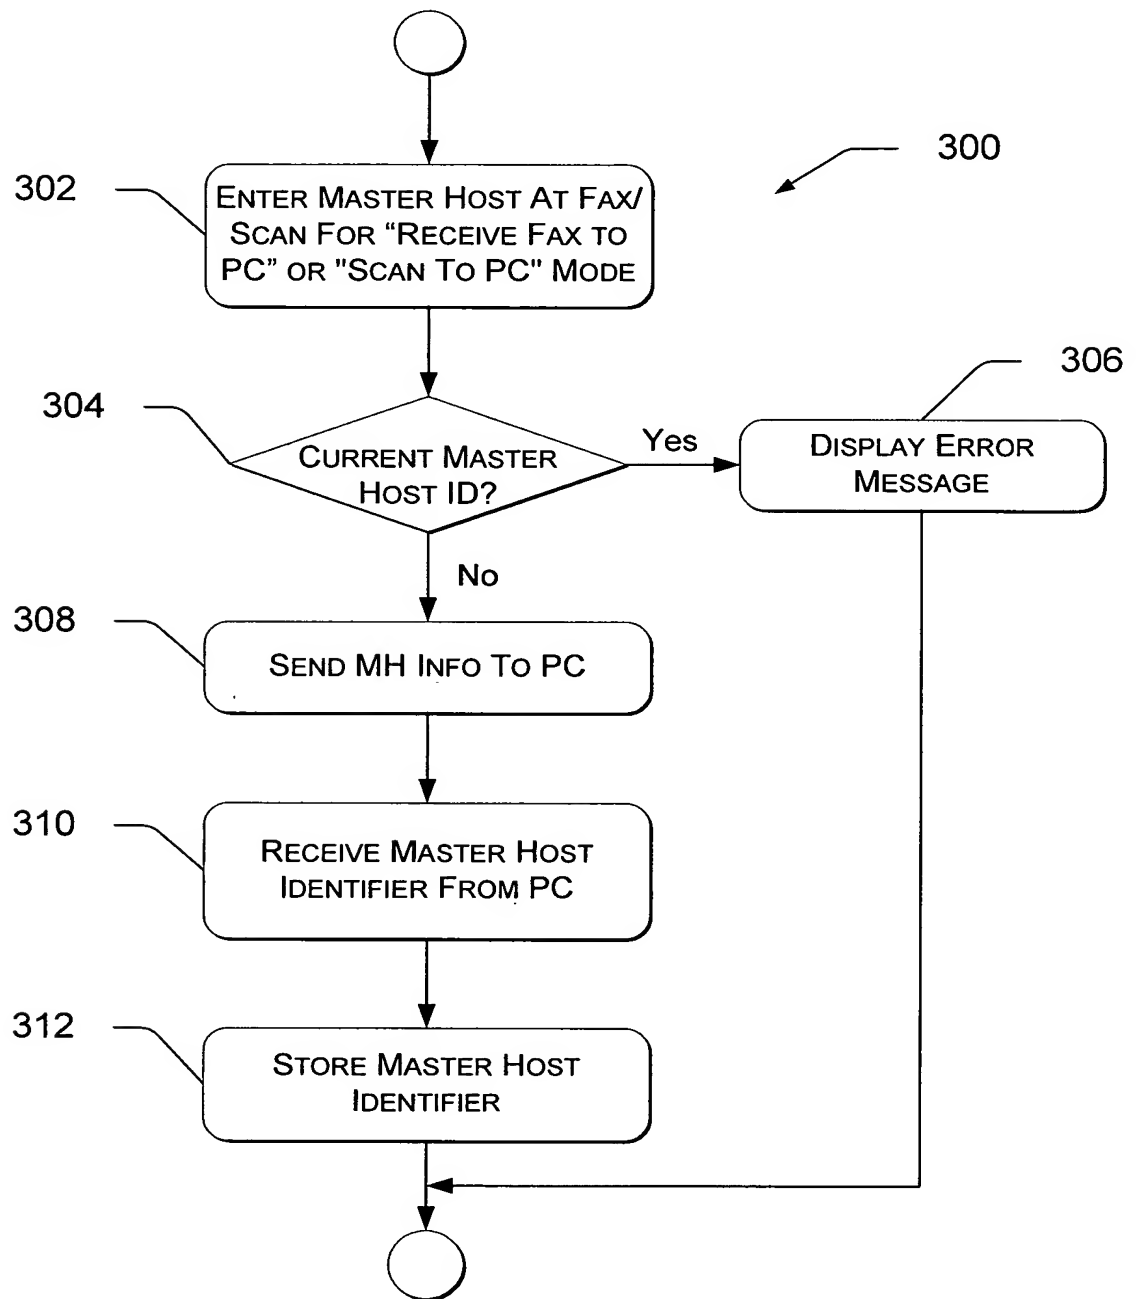 300
302
ENTER MASTER HOST AT FAX/
SCAN FOR “RECEIVE FAX TO
PC” OR "SCAN TO PC" MODE
304
CURRENT MASTER
HOST ID?
Yes
306
DISPLAY ERROR
MESSAGE
No
308
SEND MH INFO TO PC
310
RECEIVE MASTER HOST
IDENTIFIER FROM PC
312
STORE MASTER HOST
IDENTIFIER